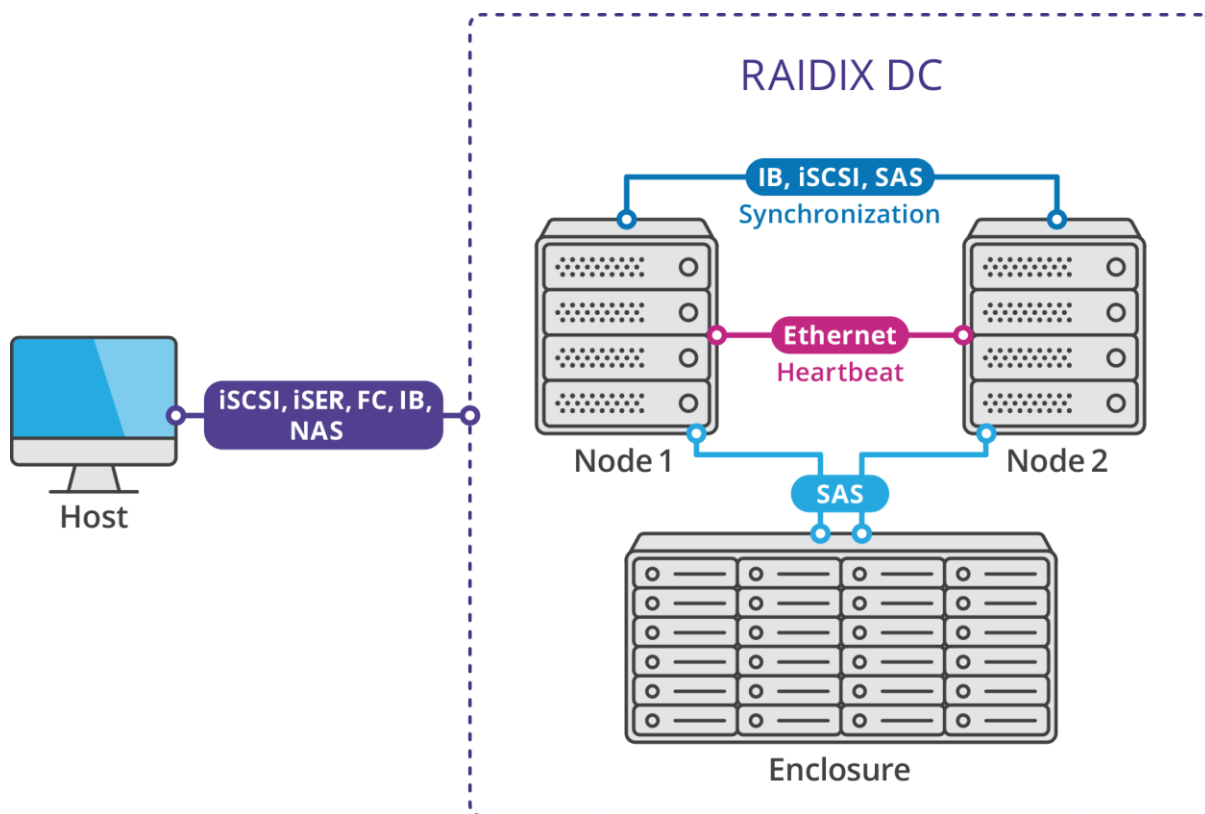 RAIDIX DC
IB, iSCSI, SAS
Synchronization
Ethernet
Heartbeat
iSCSI, iSER, FC, IB,
NAS
Host
Node 1
Node 2
SAS
Enclosure